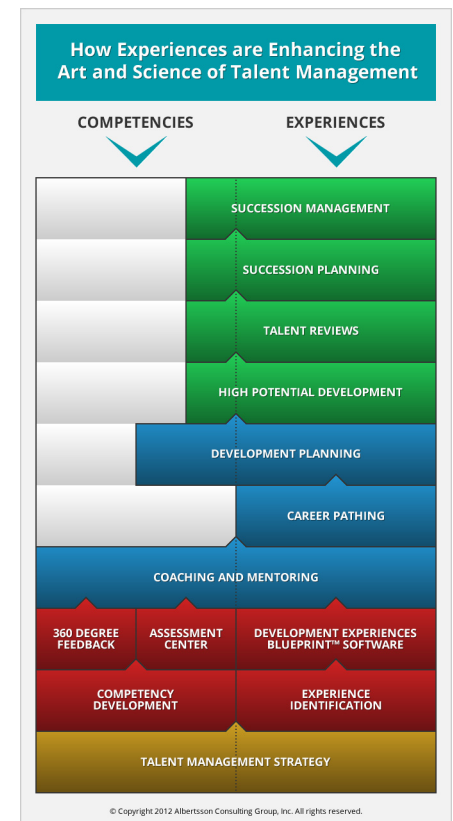 How Experiences are Enhancing the
Art and Science of Talent Management
COMPETENCIES
EXPERIENCES
SUCCESSION MANAGEMENT
SUCCESSION PLANNING
TALENT REVIEWS
HIGH POTENTIAL DEVELOPMENT
DEVELOPMENT PLANNING
CAREER PATHING
COACHING AND MENTORING
360 DEGREE
FEEDBACK
ASSESSMENT
CENTER
DEVELOPMENT EXPERIENCES
BLUEPRINT™ SOFTWARE
COMPETENCY
DEVELOPMENT
EXPERIENCE
IDENTIFICATION
TALENT MANAGEMENT STRATEGY
© Copyright 2012 Albertsson Consulting Group, Inc. All rights reserved.